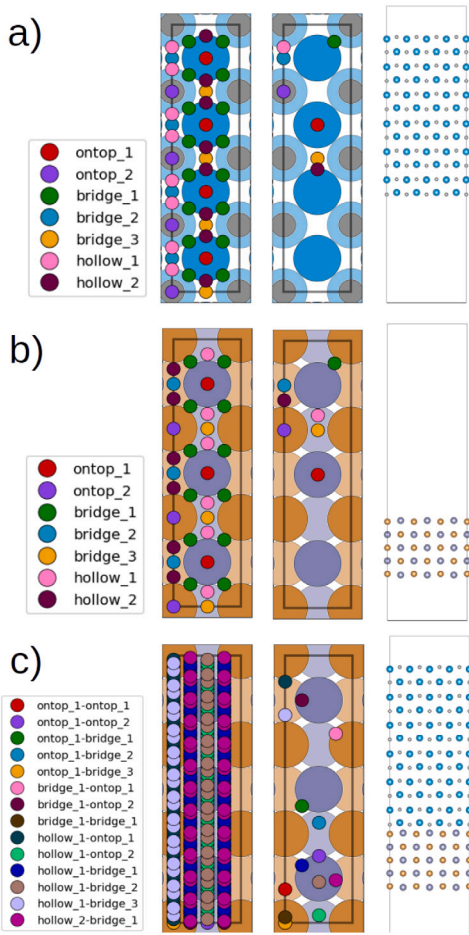 a)
ontop_1
ontop_2
bridge_1
bridge_2
bridge_3
hollow_1
hollow_2
b)
ontop_1
ontop_2
bridge_1
bridge_2
bridge_3
hollow_1
hollow_2
c)
ontop_1-ontop_1
ontop_1-ontop_2
ontop_1-bridge_1
ontop_1-bridge_2
ontop_1-bridge_3
bridge_1-ontop_1
bridge_1-ontop_2
bridge_1-bridge_1
hollow_1-ontop_1
hollow_1-ontop_2
hollow_1-bridge_1
hollow_1-bridge_2
hollow_1-bridge_3
hollow_2-bridge_1